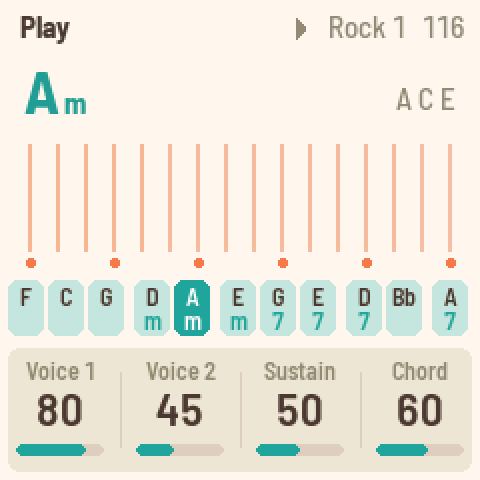 Play Rock 1 116
Am A C E
F C G Dm Am Em G7 E7 D7 Bb A7
Voice 1 Voice 2 Sustain Chord
80 45 50 60